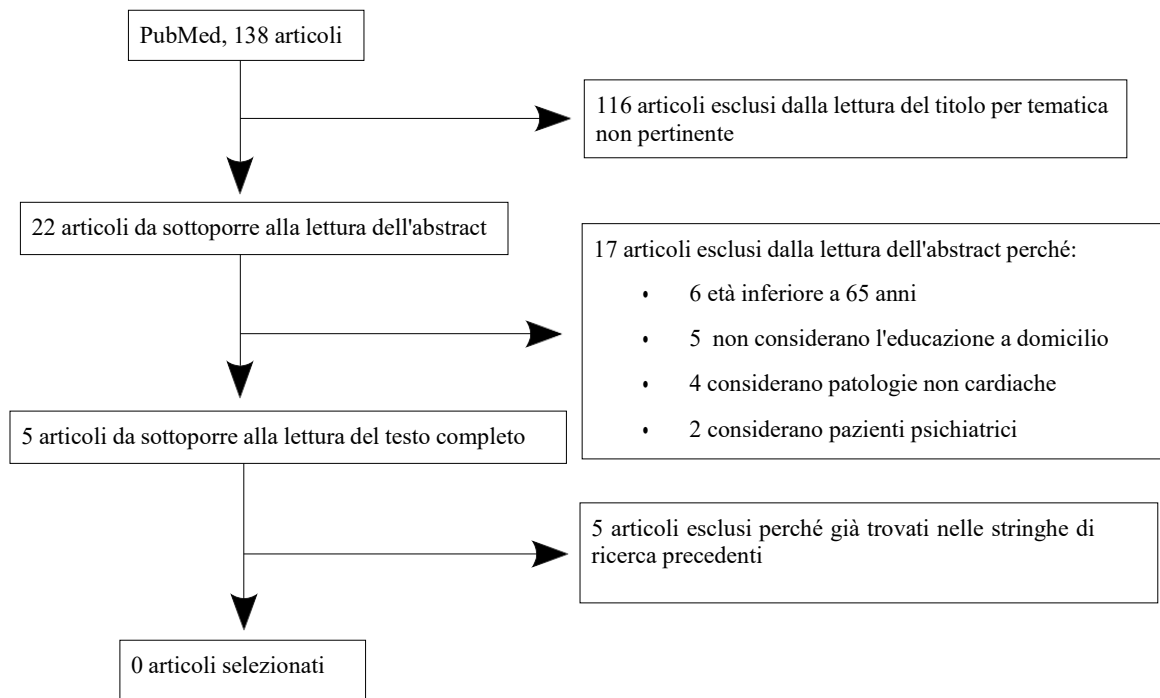 PubMed, 138 articoli
116 articoli esclusi dalla lettura del titolo per tematica
non pertinente
22 articoli da sottoporre alla lettura dell'abstract
17 articoli esclusi dalla lettura dell'abstract perché:
• 6 età inferiore a 65 anni
• 5 non considerano l'educazione a domicilio
• 4 considerano patologie non cardiache
• 2 considerano pazienti psichiatrici
5 articoli da sottoporre alla lettura del testo completo
5 articoli esclusi perché già trovati nelle stringhe di
ricerca precedenti
0 articoli selezionati